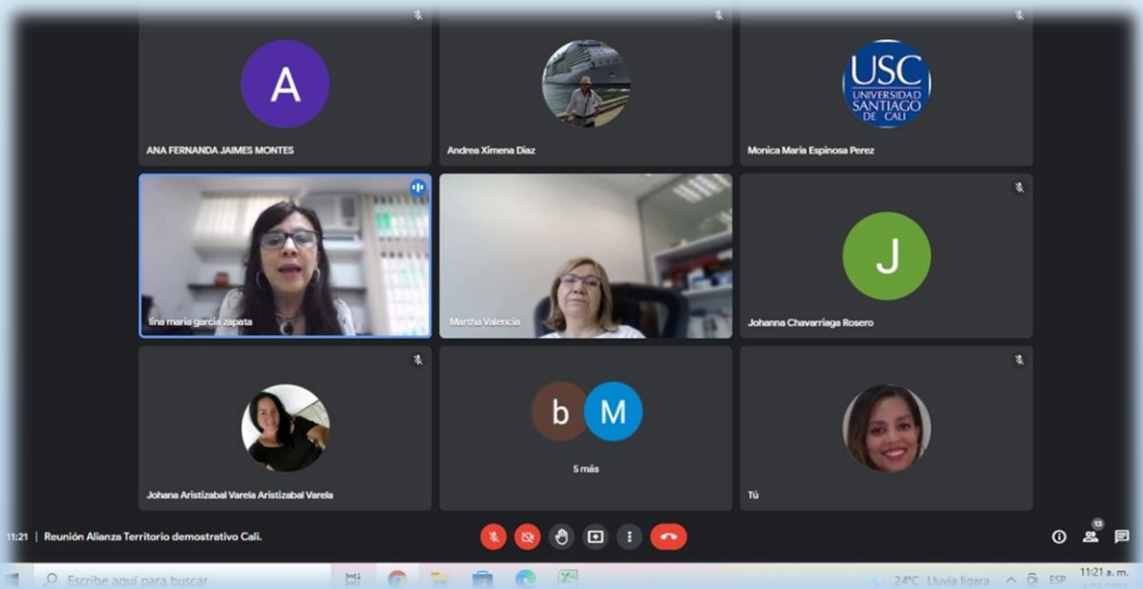 A
ANA FERNANDA JAIMES MONTES
Andrea Ximena Diaz
USC
UNIVERSIDAD
SANTIAGO
DE CALI
Monica Maria Espinosa Perez
lina maria garcia zapata
Martha Valencia
J
Johanna Chavarriaga Rosero
Johana Aristizabal Varela Aristizabal Varela
b M
5 más
Tú
11:21 | Reunión Alianza Territorio demostrativo Cali.
13
Escribe aquí para buscar
24°C Lluvia ligera ESP 11:21 a. m.